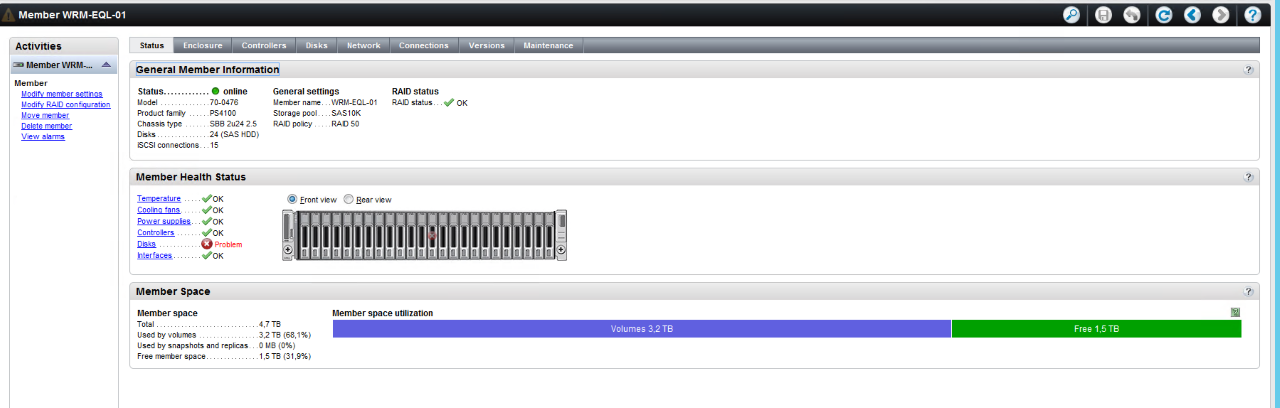 Member WRM-EQL-01
Activities
Member WRM-...
Member
Modify member settings
Modify RAID configuration
Move member
Delete member
View alarms
Status Enclosure Controllers Disks Network Connections Versions Maintenance
General Member Information
Status............. online
Model ............. 70-0476
Product family ....... PS4100
Chassis type ........ SBB 2u24 2.5
Disks .............. 24 (SAS HDD)
iSCSI connections. . . 15
General settings
Member name. . . WRM-EQL-01
Storage pool. . . . SAS10K
RAID policy . . . . . RAID 50
RAID status
RAID status. . . OK
Member Health Status
Temperature ..... OK
Cooling fans. ..... OK
Power supplies. . . OK
Controllers ....... OK
Disks ........... Problem
Interfaces ........ OK
Front view Rear view
Member Space
Member space
Total ............................. 4,7 TB
Used by volumes ................. 3,2 TB (68,1%)
Used by snapshots and replicas. . . 0 MB (0%)
Free member space............... 1,5 TB (31,9%)
Member space utilization
Volumes 3,2 TB Free 1,5 TB